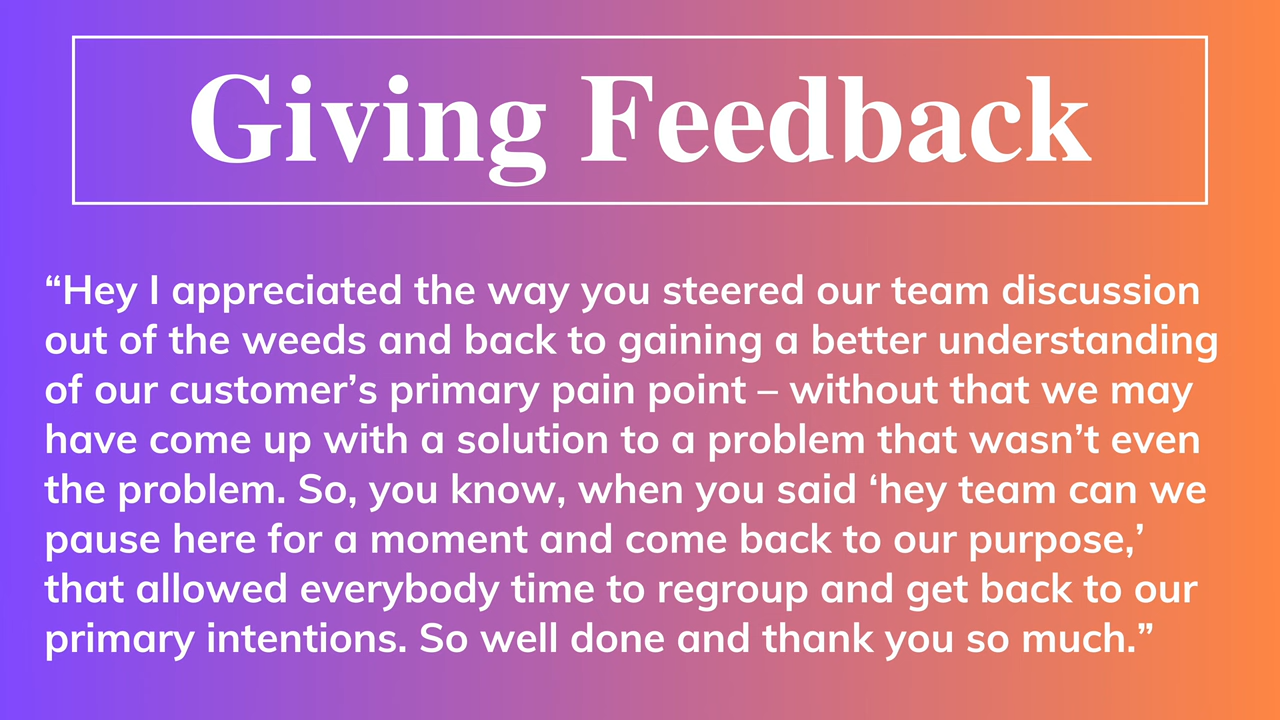 Giving Feedback
“Hey I appreciated the way you steered our team discussion
out of the weeds and back to gaining a better understanding
of our customer’s primary pain point – without that we may
have come up with a solution to a problem that wasn’t even
the problem. So, you know, when you said ‘hey team can we
pause here for a moment and come back to our purpose,’
that allowed everybody time to regroup and get back to our
primary intentions. So well done and thank you so much.”